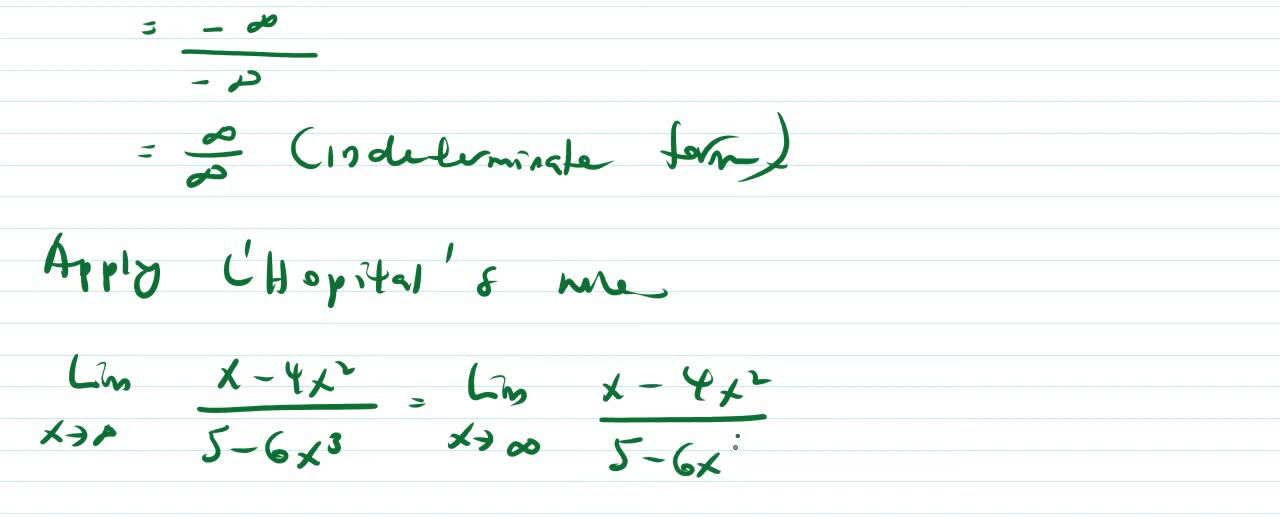 = - ∞ / - ∞
= ∞ / ∞ (indeterminate form)
Apply L'Hopital's rule
Lim x→∞ x - 4x² / 5 - 6x³ = Lim x→∞ x - 4x² / 5 - 6x